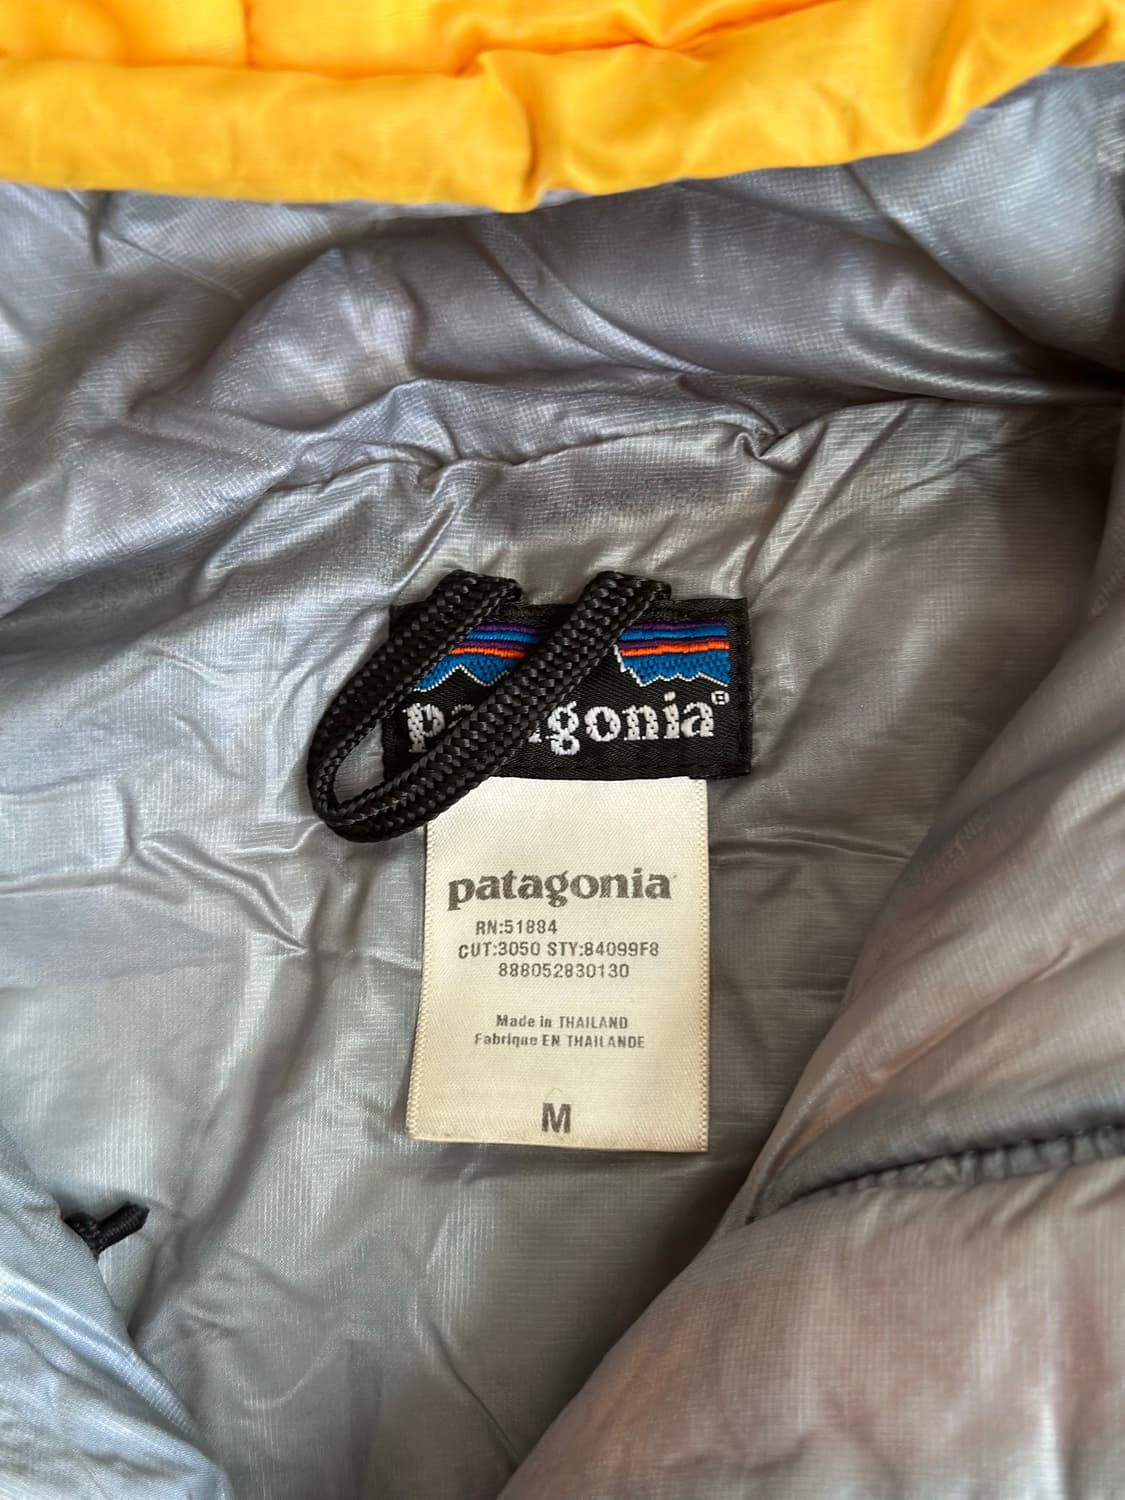 patagonia®
patagonia
RN:51884
CUT:3050 STY:84099F8
888052830130
Made in THAILAND
Fabrique EN THAILANDE
M